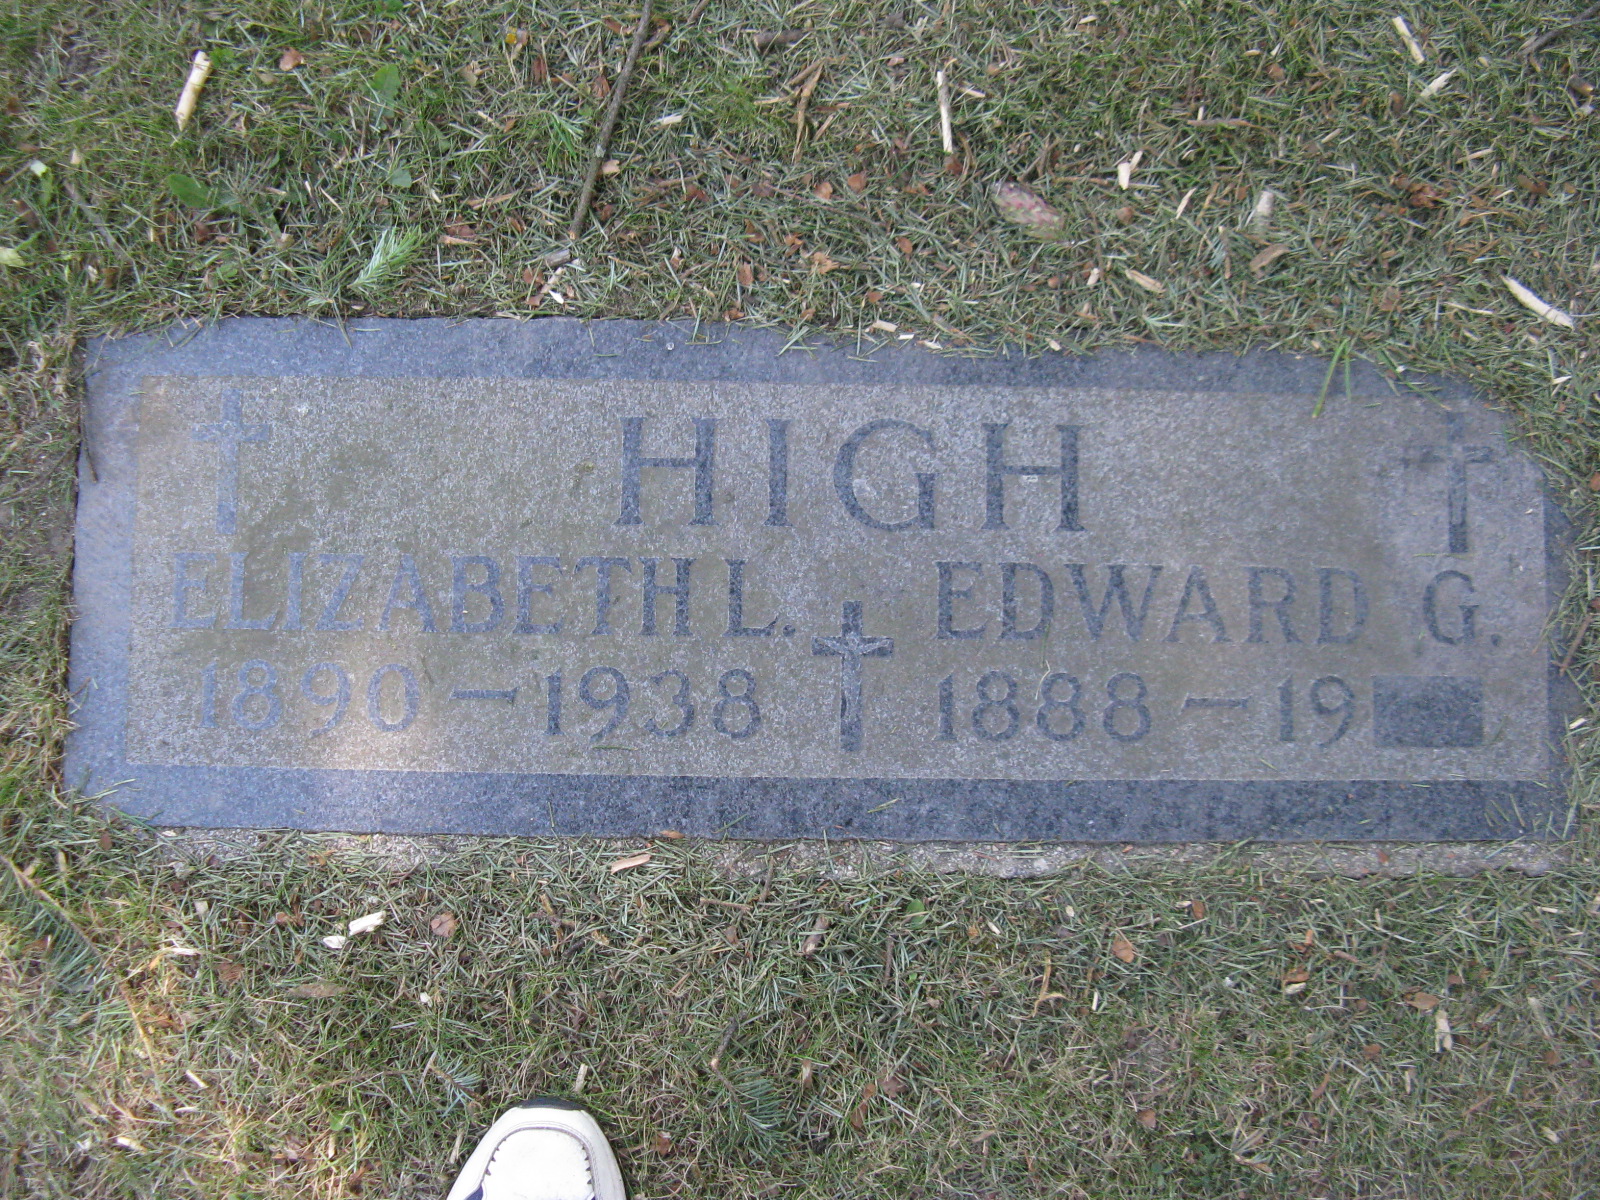 HIGH
ELIZABETH L. EDWARD G.
1890 – 1938 1888 – 19